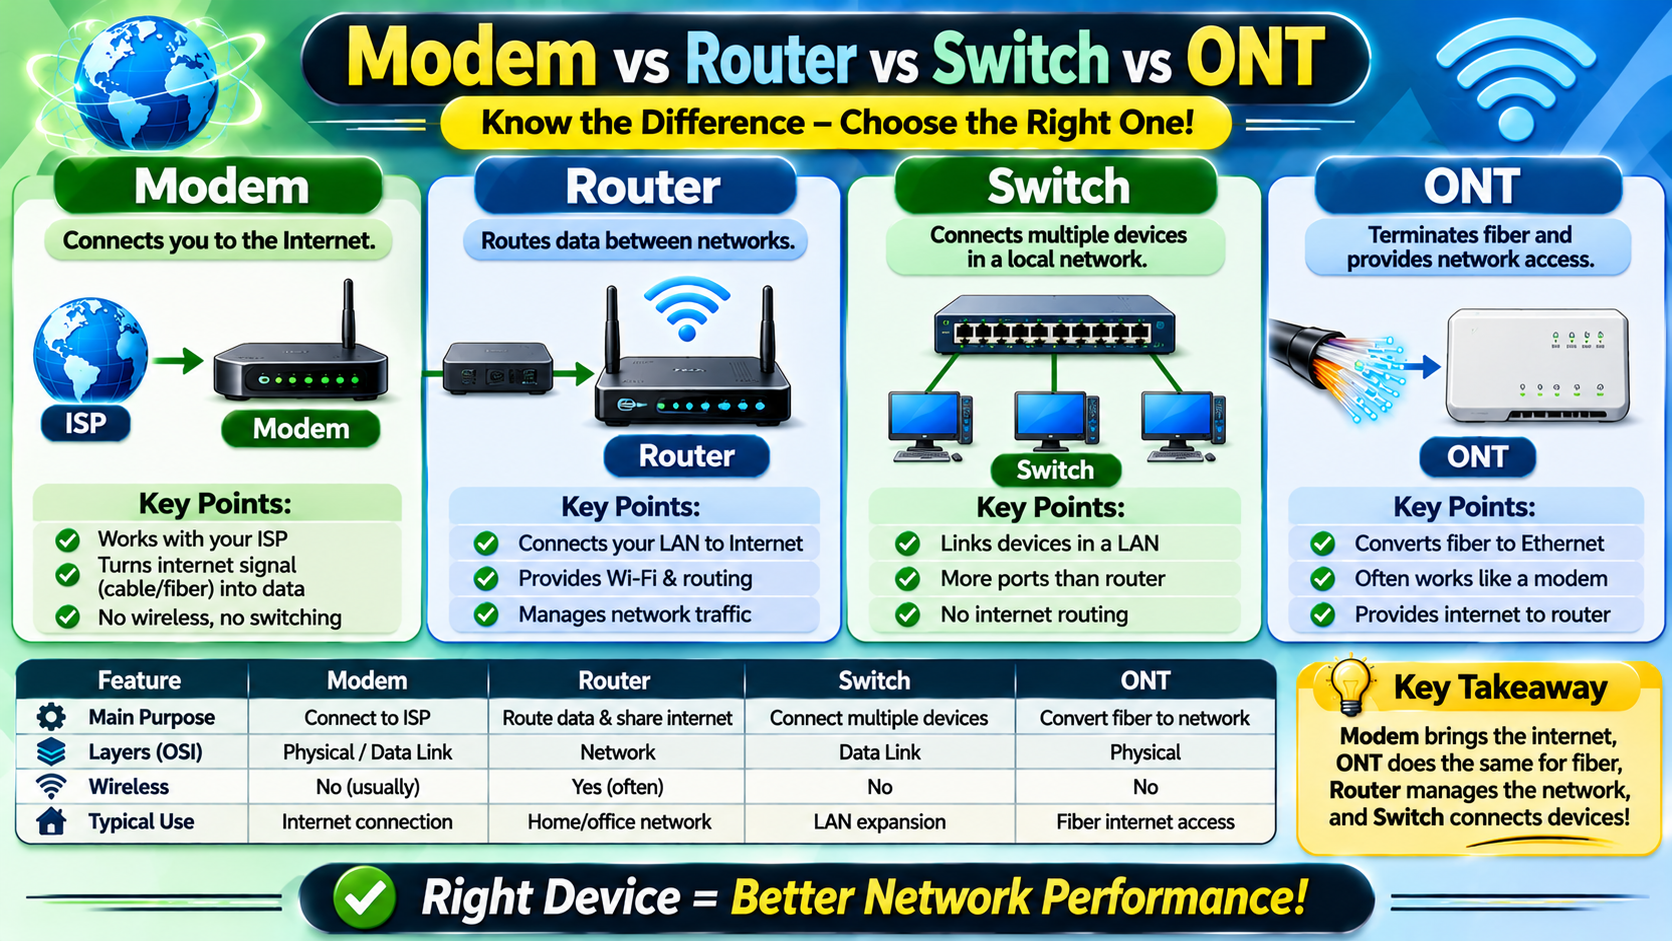 Modem vs Router vs Switch vs ONT
Know the Difference – Choose the Right One!
Modem
Connects you to the Internet.
ISP
Modem
Key Points:
Works with your ISP
Turns internet signal
(cable/fiber) into data
No wireless, no switching
Router
Routes data between networks.
Router
Key Points:
Connects your LAN to Internet
Provides Wi-Fi & routing
Manages network traffic
Switch
Connects multiple devices
in a local network.
Switch
Key Points:
Links devices in a LAN
More ports than router
No internet routing
ONT
Terminates fiber and
provides network access.
ONT
Key Points:
Converts fiber to Ethernet
Often works like a modem
Provides internet to router
Feature Modem Router Switch ONT
Main Purpose Connect to ISP Route data & share internet Connect multiple devices Convert fiber to network
Layers (OSI) Physical / Data Link Network Data Link Physical
Wireless No (usually) Yes (often) No No
Typical Use Internet connection Home/office network LAN expansion Fiber internet access
Key Takeaway
Modem brings the internet,
ONT does the same for fiber,
Router manages the network,
and Switch connects devices!
Right Device = Better Network Performance!